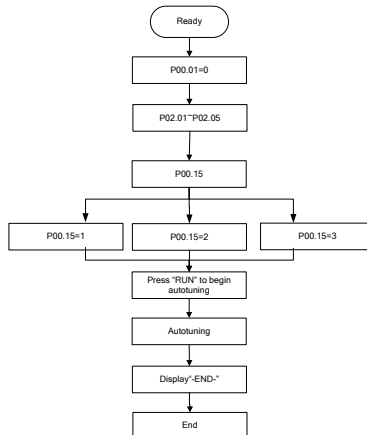 Ready
P00.01=0
P02.01~P02.05
P00.15
P00.15=1
P00.15=2
P00.15=3
Press "RUN" to begin
autotuning
Autotuning
Display"-END-"
End